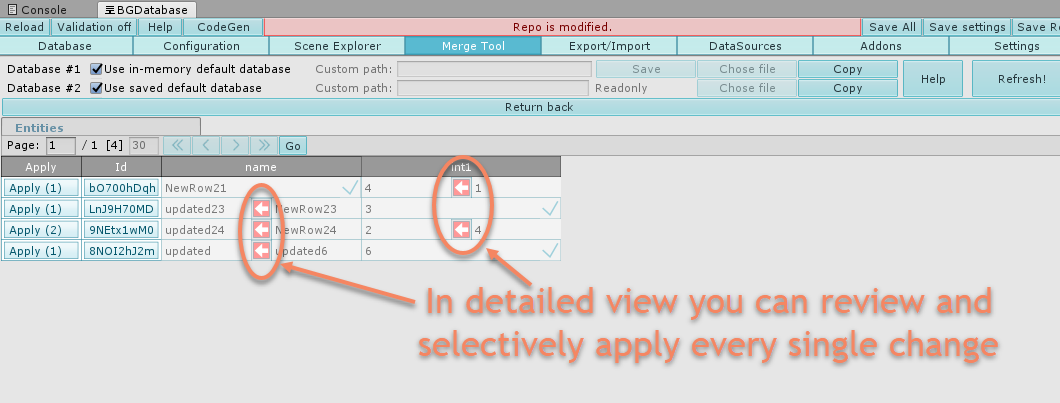 Console BGDatabase
Reload Validation off Help CodeGen Repo is modified. Save All Save settings Save Re
Database Configuration Scene Explorer Merge Tool Export/Import DataSources Addons Settings
Database #1 Use in-memory default database Custom path: Save Chose file Copy Help Refresh!
Database #2 Use saved default database Custom path: Readonly Chose file Copy
Return back
Entities
Page: 1 / 1 [4] 30 Go
Apply Id name int1
Apply (1) bO700hDqh NewRow21 4 1
Apply (1) LnJ9H70MD updated23 NewRow23 3
Apply (2) 9NEtx1wM0 updated24 NewRow24 2 4
Apply (1) 8NOI2hJ2m updated updated6 6
In detailed view you can review and
selectively apply every single change